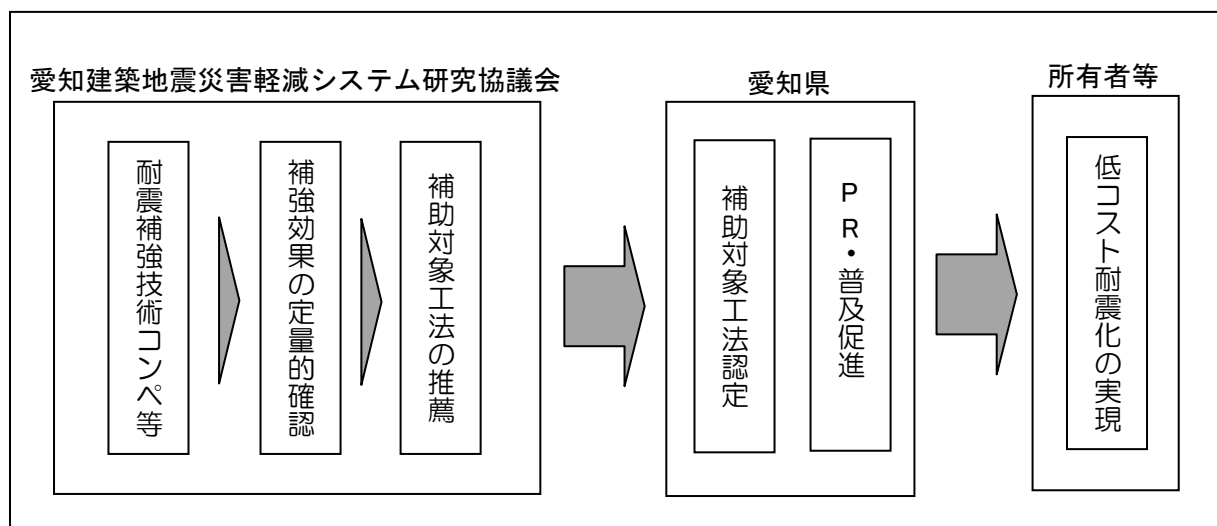 愛知建築地震災害軽減システム研究協議会
耐震補強技術コンペ等
補強効果の定量的確認
補助対象工法の推薦
愛知県
補助対象工法認定
PR・普及促進
所有者等
低コスト耐震化の実現